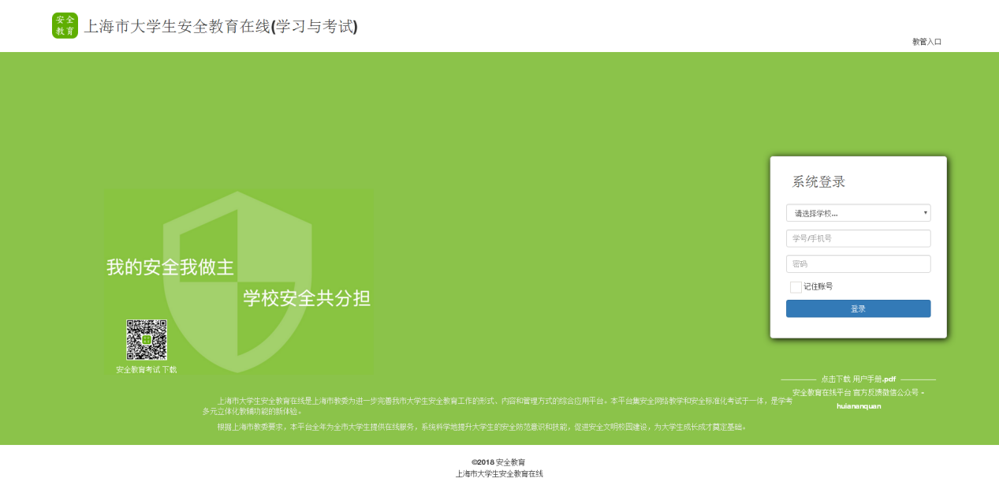 安全
教育
上海市大学生安全教育在线(学习与考试)
教管入口
系统登录
请选择学校...
学号/手机号
密码
记住账号
登录
我的安全我做主
学校安全共分担
安全教育考试 下载
点击下载 用户手册.pdf
安全教育在线平台 官方反馈微信公众号 -
huiananquan
上海市大学生安全教育在线是上海市教委为进一步完善我市大学生安全教育工作的形式、内容和管理方式的综合应用平台。本平台集安全网络教学和安全标准化考试于一体，是学考
多元立体化教辅功能的新体验。
根据上海市教委要求，本平台全年为全市大学生提供在线服务，系统科学地提升大学生的安全防范意识和技能，促进安全文明校园建设，为大学生成长成才奠定基础。
©2018 安全教育
上海市大学生安全教育在线